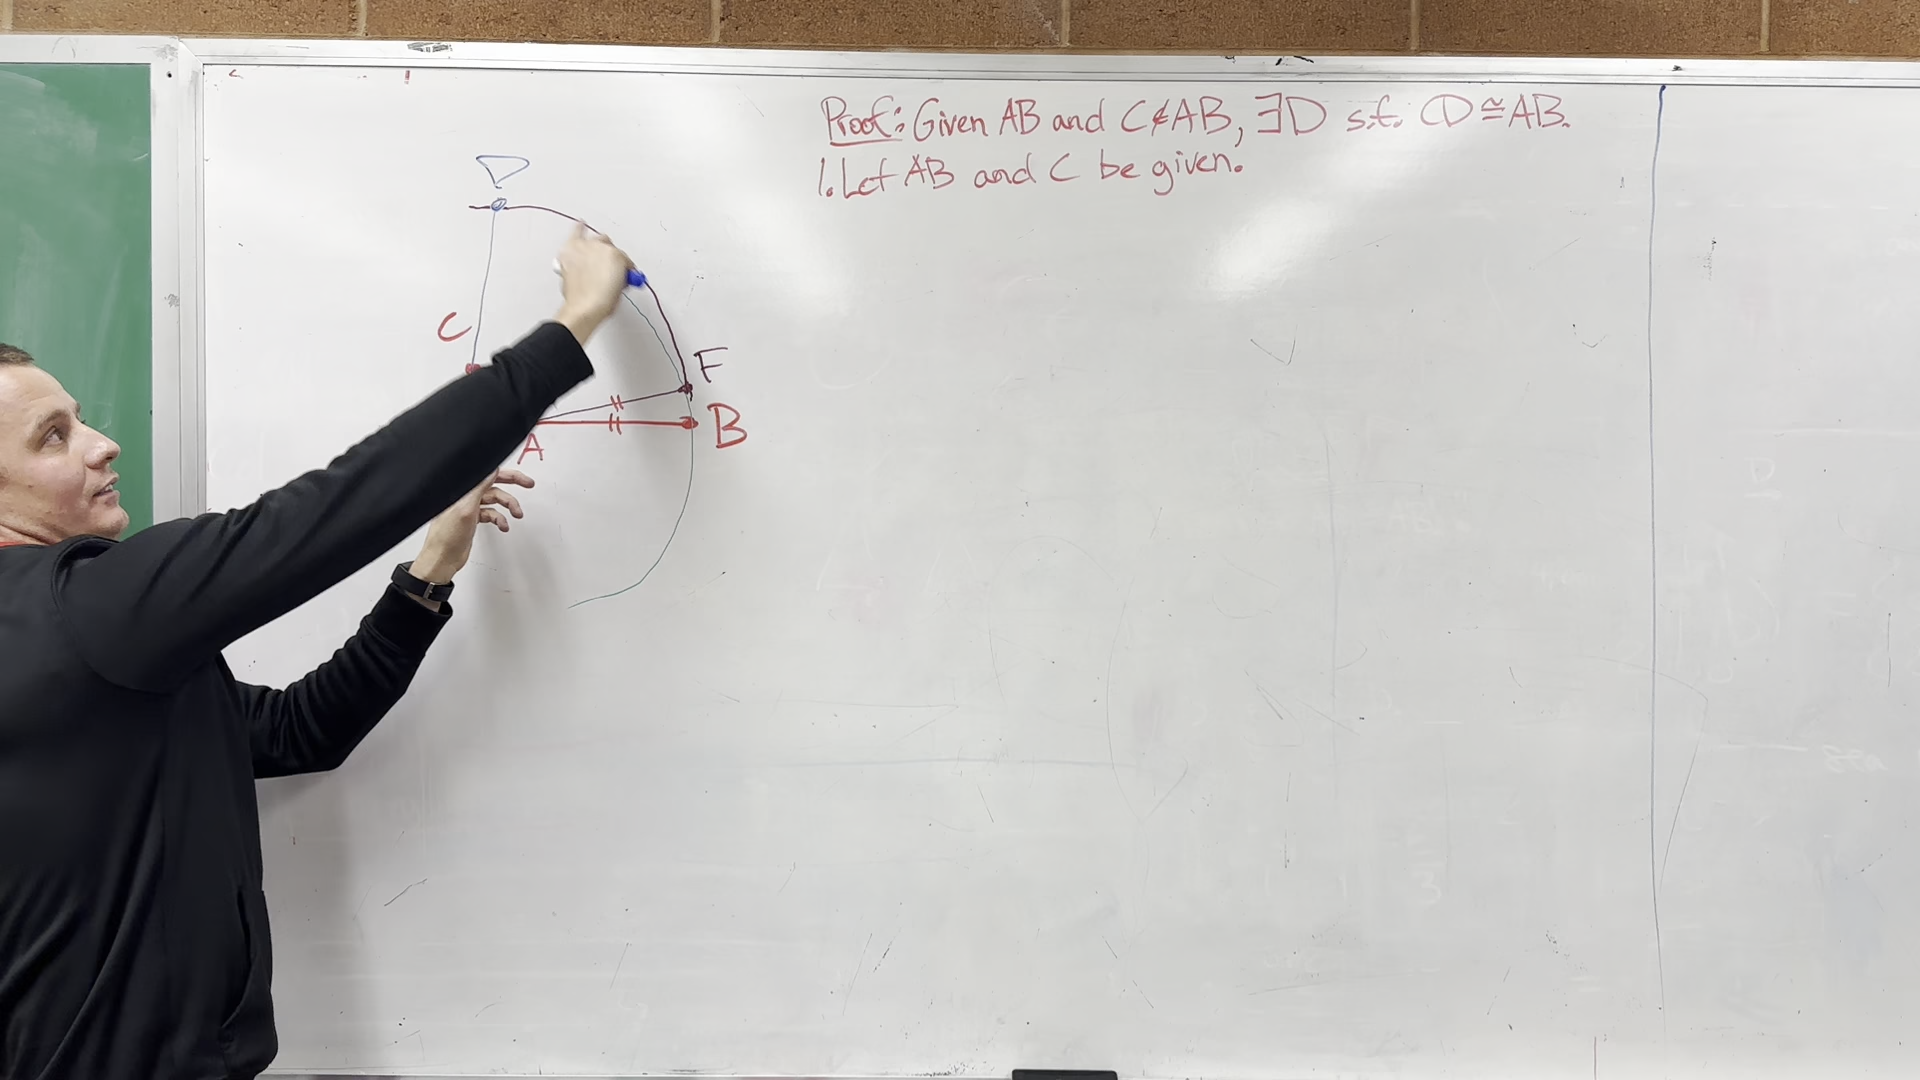 Proof: Given AB and C∉AB, ∃D s.t. CD≅AB.
1. Let AB and C be given.
D
C
F
B
A